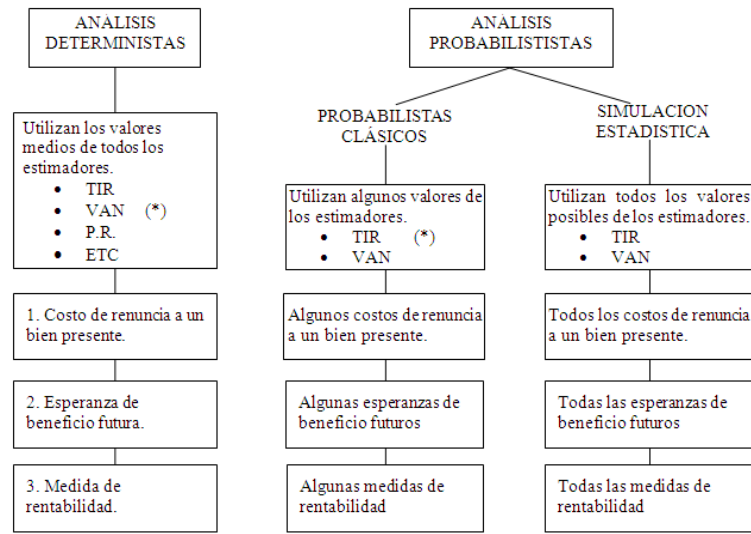 ANÁLISIS
DETERMINISTAS
Utilizan los valores
medios de todos los
estimadores.
• TIR
• VAN (*)
• P.R.
• ETC
1. Costo de renuncia a un
bien presente.
2. Esperanza de
beneficio futura.
3. Medida de
rentabilidad.
ANÁLISIS
PROBABILISTISTAS
PROBABILISTAS
CLÁSICOS
Utilizan algunos valores de
los estimadores.
• TIR (*)
• VAN
Algunos costos de renuncia
a un bien presente.
Algunas esperanzas de
beneficio futuros
Algunas medidas de
rentabilidad
SIMULACION
ESTADISTICA
Utilizan todos los valores
posibles de los estimadores.
• TIR
• VAN
Todos los costos de renuncia
a un bien presente.
Todas las esperanzas de
beneficio futuros
Todas las medidas de
rentabilidad